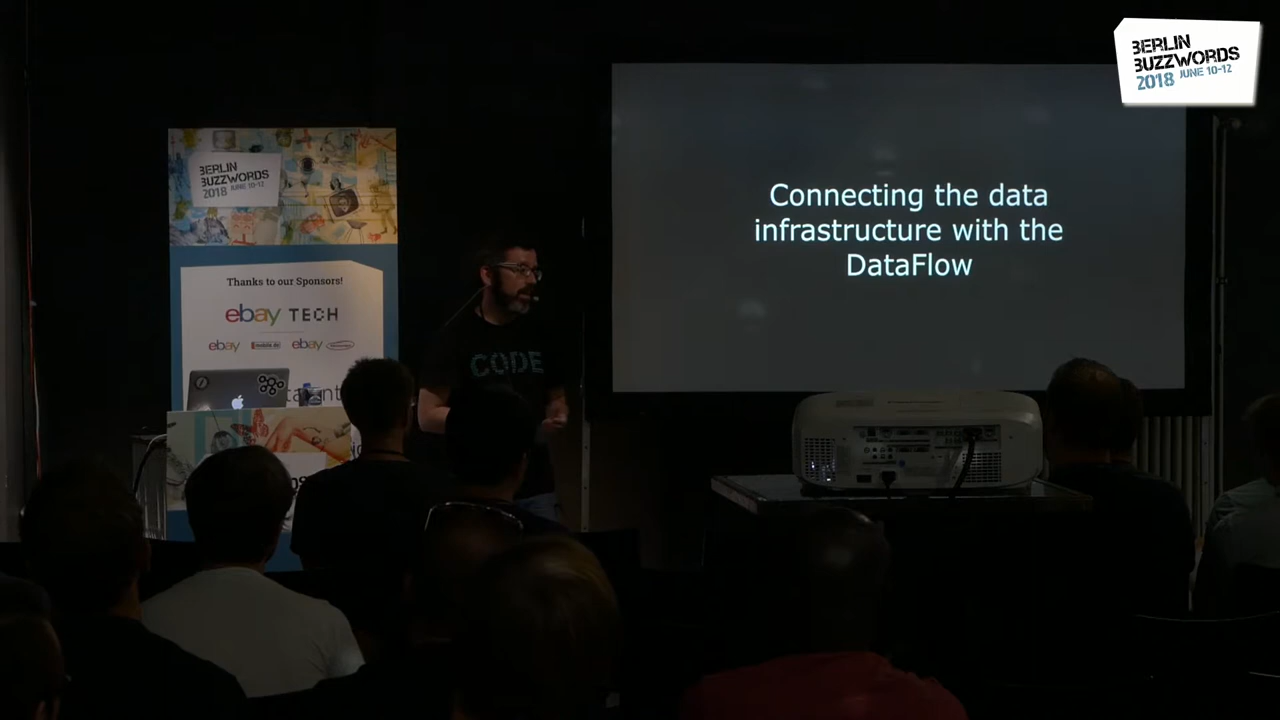 BERLIN
BUZZWORDS
2018 JUNE 10-12
BERLIN
BUZZWORDS
2018 JUNE 10-12
Connecting the data
infrastructure with the
DataFlow
Thanks to our Sponsors!
ebay TECH
ebay
ebay
CODE